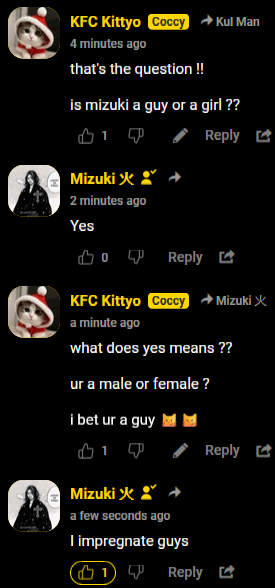 KFC Kittyo Coccy Kul Man
4 minutes ago
that's the question !!
is mizuki a guy or a girl ??
1 Reply
Mizuki 火
2 minutes ago
Yes
0 Reply
KFC Kittyo Coccy Mizuki 火
a minute ago
what does yes means ??
ur a male or female ?
i bet ur a guy 😼 😼
1 Reply
Mizuki 火
a few seconds ago
I impregnate guys
1 Reply